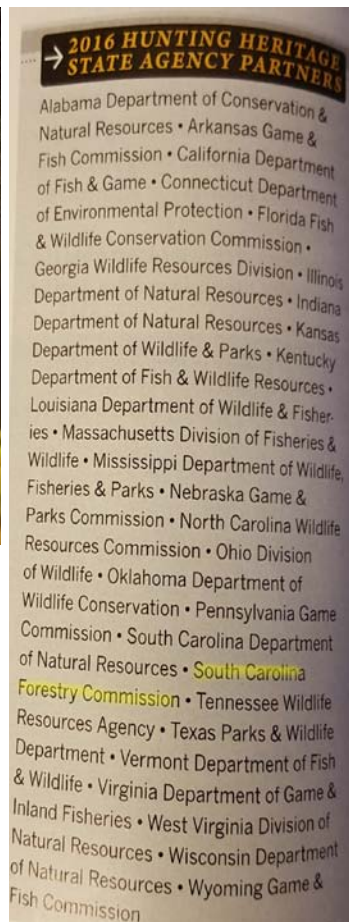 → 2016 HUNTING HERITAGE
STATE AGENCY PARTNERS
Alabama Department of Conservation &
Natural Resources • Arkansas Game &
Fish Commission • California Department
of Fish & Game • Connecticut Department
of Environmental Protection • Florida Fish
& Wildlife Conservation Commission •
Georgia Wildlife Resources Division • Illinois
Department of Natural Resources • Indiana
Department of Natural Resources • Kansas
Department of Wildlife & Parks • Kentucky
Department of Fish & Wildlife Resources •
Louisiana Department of Wildlife & Fisher-
ies • Massachusetts Division of Fisheries &
Wildlife • Mississippi Department of Wildlife,
Fisheries & Parks • Nebraska Game &
Parks Commission • North Carolina Wildlife
Resources Commission • Ohio Division
of Wildlife • Oklahoma Department of
Wildlife Conservation • Pennsylvania Game
Commission • South Carolina Department
of Natural Resources • South Carolina
Forestry Commission • Tennessee Wildlife
Resources Agency • Texas Parks & Wildlife
Department • Vermont Department of Fish
& Wildlife • Virginia Department of Game &
Inland Fisheries • West Virginia Division of
Natural Resources • Wisconsin Department
of Natural Resources • Wyoming Game &
Fish Commission